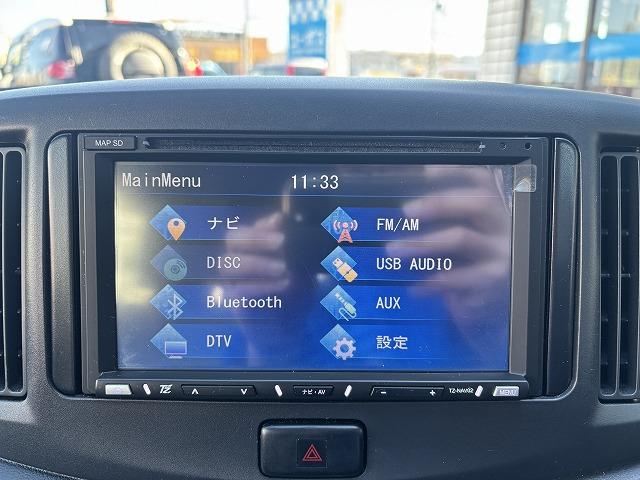 MAP SD
MainMenu 11:33
ナビ FM/AM
DISC USB AUDIO
Bluetooth AUX
DTV 設定
TZ ナビ・AV TZ-NAV02 MENU